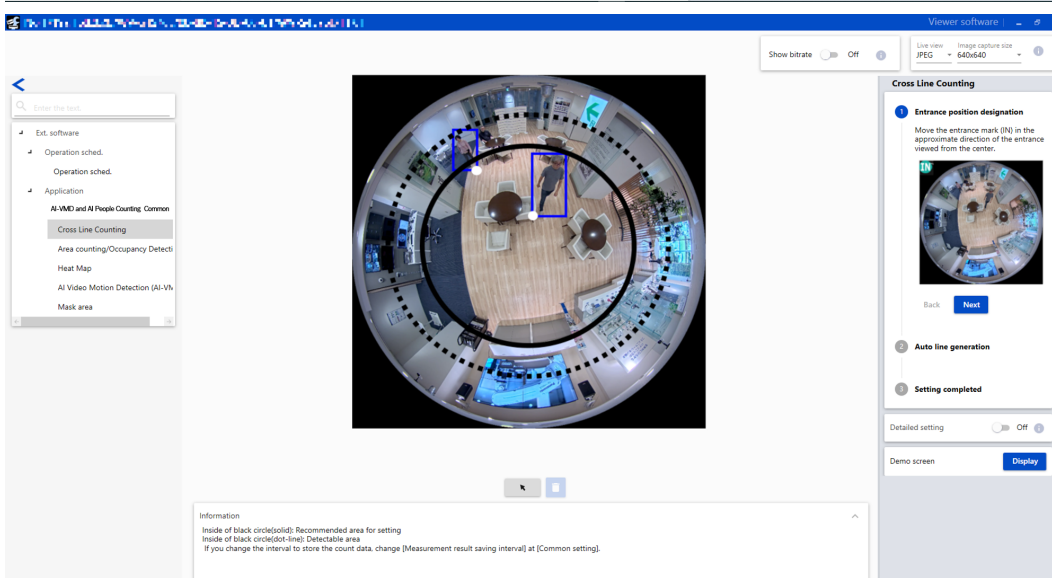 Viewer software
Show bitrate
Off
Live view
JPEG
Image capture size
640x640
Enter the text.
Ext. software
Operation sched.
Operation sched.
Application
AI-VMD and AI People Counting Common
Cross Line Counting
Area counting/Occupancy Detecti
Heat Map
AI Video Motion Detection (AI-VM
Mask area
Information
Inside of black circle(solid): Recommended area for setting
Inside of black circle(dot-line): Detectable area
If you change the interval to store the count data, change [Measurement result saving interval] at [Common setting].
Cross Line Counting
1
Entrance position designation
Move the entrance mark (IN) in the
approximate direction of the entrance
viewed from the center.
IN
Back
Next
2
Auto line generation
3
Setting completed
Detailed setting
Off
Demo screen
Display